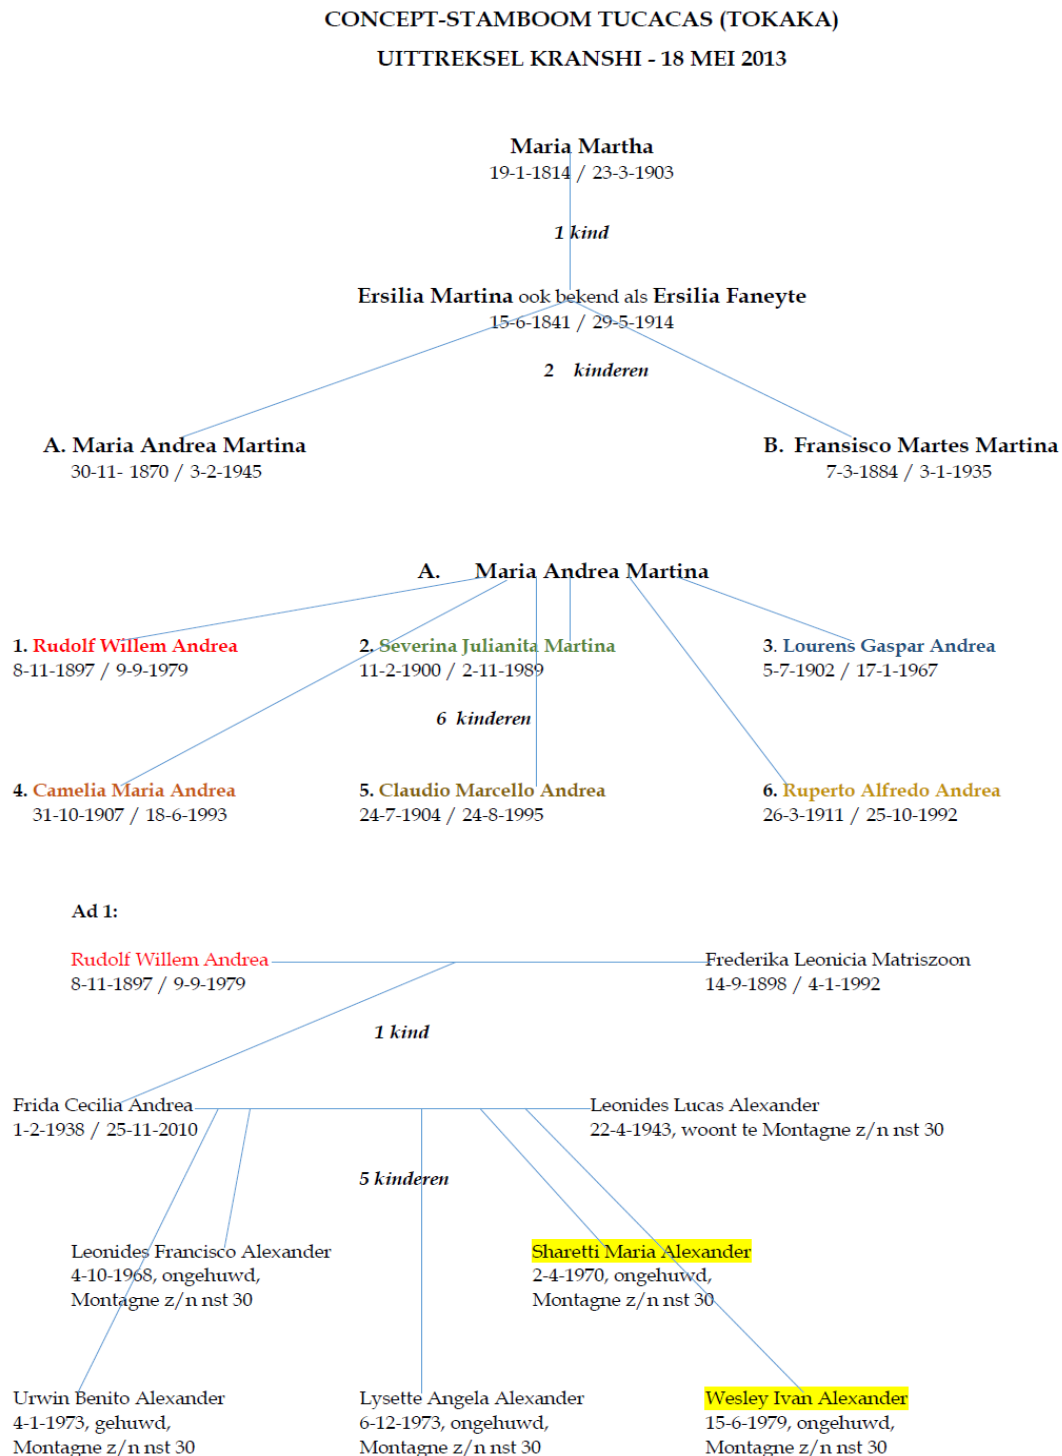 CONCEPT-STAMBOOM TUCACAS (TOKAKA)
UITTREKSEL KRANSHI - 18 MEI 2013
Maria Martha
19-1-1814 / 23-3-1903
1 kind
Ersilia Martina ook bekend als Ersilia Faneyte
15-6-1841 / 29-5-1914
2 kinderen
A. Maria Andrea Martina
30-11- 1870 / 3-2-1945
B. Fransisco Martes Martina
7-3-1884 / 3-1-1935
A. Maria Andrea Martina
1. Rudolf Willem Andrea
8-11-1897 / 9-9-1979
2. Severina Julianita Martina
11-2-1900 / 2-11-1989
3. Lourens Gaspar Andrea
5-7-1902 / 17-1-1967
6 kinderen
4. Camelia Maria Andrea
31-10-1907 / 18-6-1993
5. Claudio Marcello Andrea
24-7-1904 / 24-8-1995
6. Ruperto Alfredo Andrea
26-3-1911 / 25-10-1992
Ad 1:
Rudolf Willem Andrea
8-11-1897 / 9-9-1979
Frederika Leonicia Matriszoon
14-9-1898 / 4-1-1992
1 kind
Frida Cecilia Andrea
1-2-1938 / 25-11-2010
Leonides Lucas Alexander
22-4-1943, woont te Montagne z/n nst 30
5 kinderen
Leonides Francisco Alexander
4-10-1968, ongehuwd,
Montagne z/n nst 30
Sharetti Maria Alexander
2-4-1970, ongehuwd,
Montagne z/n nst 30
Urwin Benito Alexander
4-1-1973, gehuwd,
Montagne z/n nst 30
Lysette Angela Alexander
6-12-1973, ongehuwd,
Montagne z/n nst 30
Wesley Ivan Alexander
15-6-1979, ongehuwd,
Montagne z/n nst 30